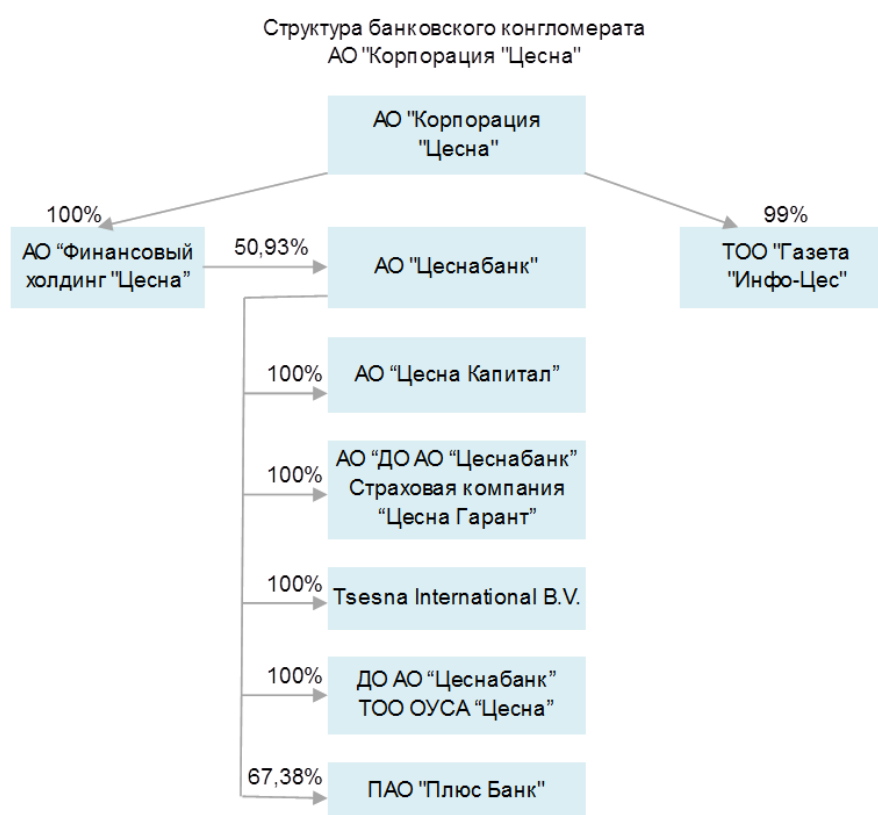 Структура банковского конгломерата
АО "Корпорация "Цесна"
АО "Корпорация
"Цесна"
100%
99%
АО “Финансовый
холдинг "Цесна”
50,93%
АО "Цеснабанк"
ТОО "Газета
"Инфо-Цес"
100%
АО “Цесна Капитал”
100%
АО “ДО АО “Цеснабанк”
Страховая компания
“Цесна Гарант”
100%
Tsesna International B.V.
100%
ДО АО “Цеснабанк”
ТОО ОУСА “Цесна”
67,38%
ПАО "Плюс Банк"